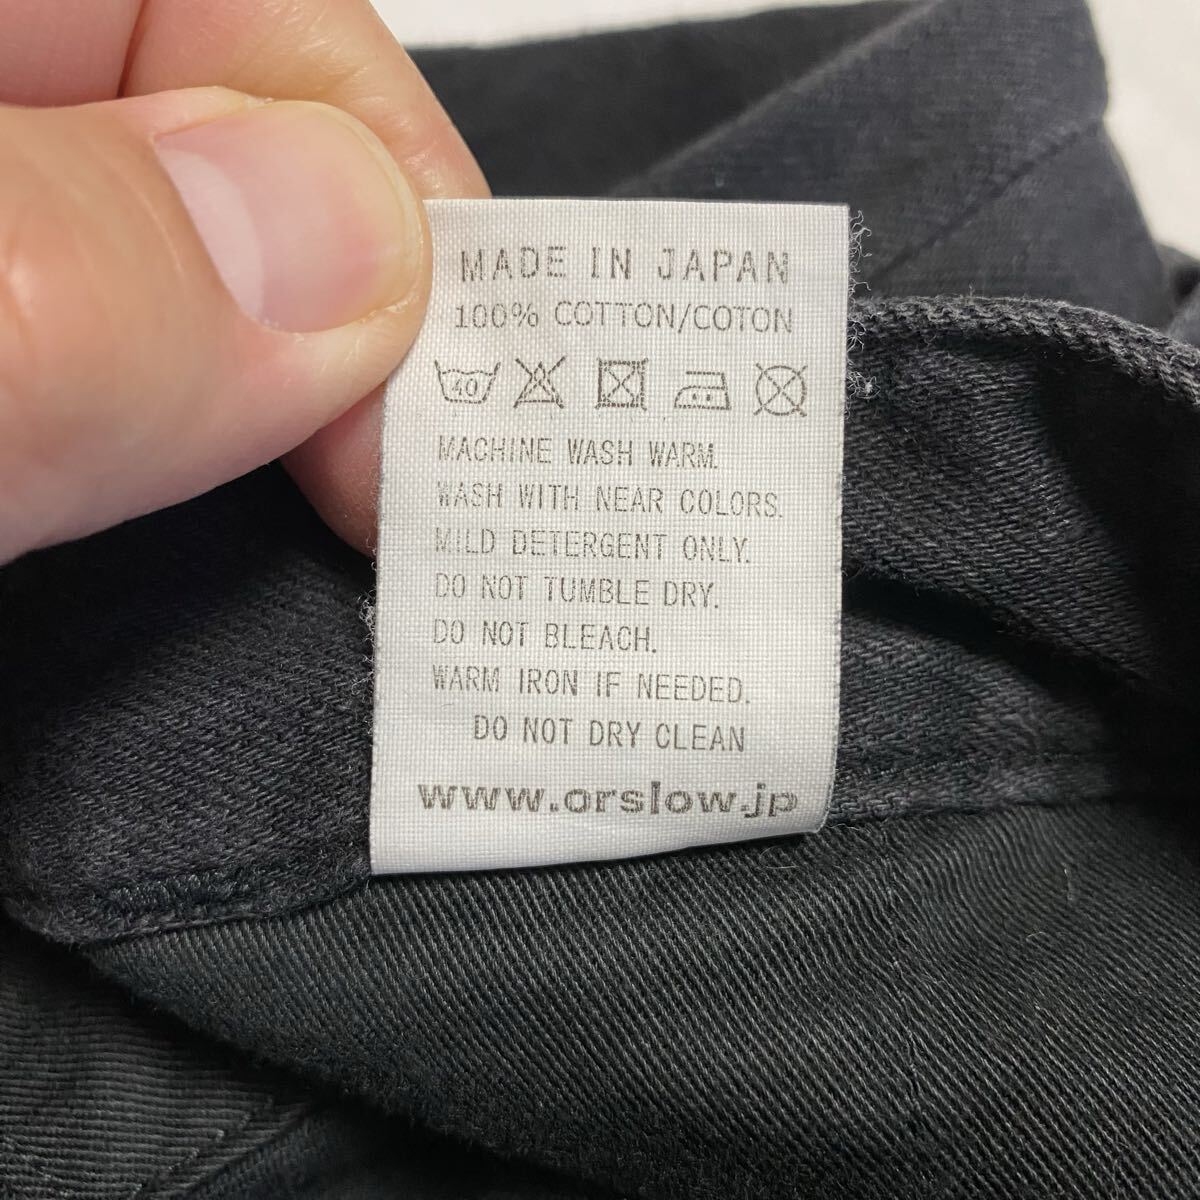 MADE IN JAPAN
100% COTTON/COTON
40
MACHINE WASH WARM.
WASH WITH NEAR COLORS.
MILD DETERGENT ONLY.
DO NOT TUMBLE DRY.
DO NOT BLEACH.
WARM IRON IF NEEDED.
DO NOT DRY CLEAN
www.orslow.jp